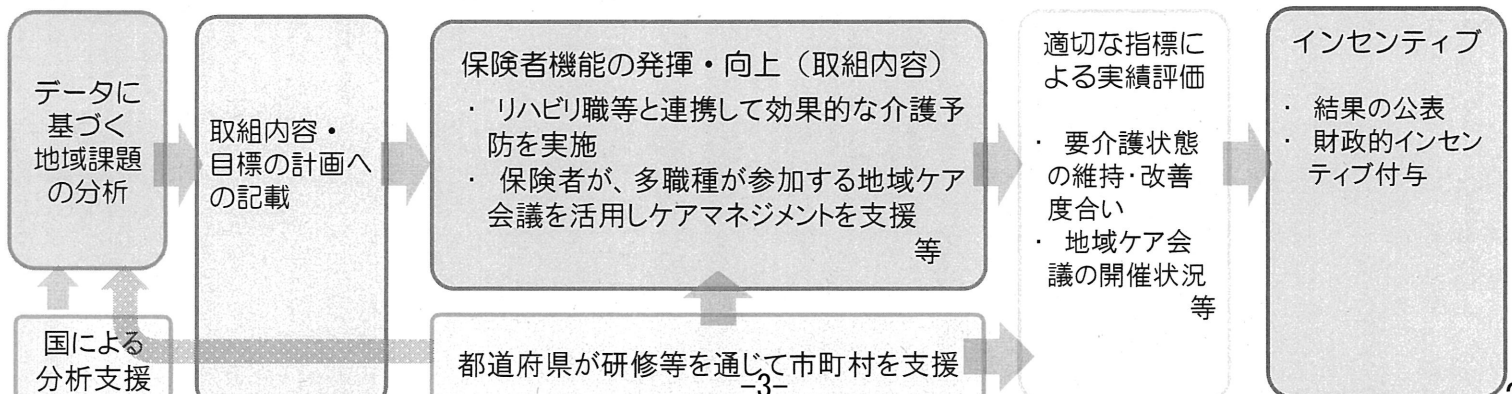 データに
基づく
地域課題
の分析
取組内容・
目標の計画へ
の記載
保険者機能の発揮・向上（取組内容）
・ リハビリ職等と連携して効果的な介護予
防を実施
・ 保険者が、多職種が参加する地域ケア
会議を活用しケアマネジメントを支援
等
適切な指標に
よる実績評価
・ 要介護状態
の維持・改善
度合い
・ 地域ケア会
議の開催状況
等
インセンティブ
・ 結果の公表
・ 財政的インセン
ティブ付与
国による
分析支援
都道府県が研修等を通じて市町村を支援
-3-